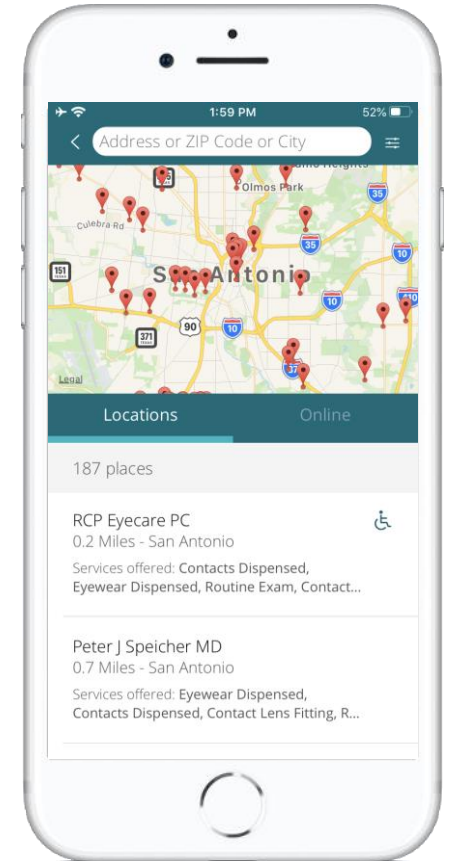 1:59 PM
52%
Address or ZIP Code or City
Olmos Park
35
Culebra Rd
35
10
151
San Antonio
10
410
90
10
371
37
Legal
Locations
Online
187 places
RCP Eyecare PC
0.2 Miles - San Antonio
Services offered: Contacts Dispensed,
Eyewear Dispensed, Routine Exam, Contact...
Peter J Speicher MD
0.7 Miles - San Antonio
Services offered: Eyewear Dispensed,
Contacts Dispensed, Contact Lens Fitting, R...